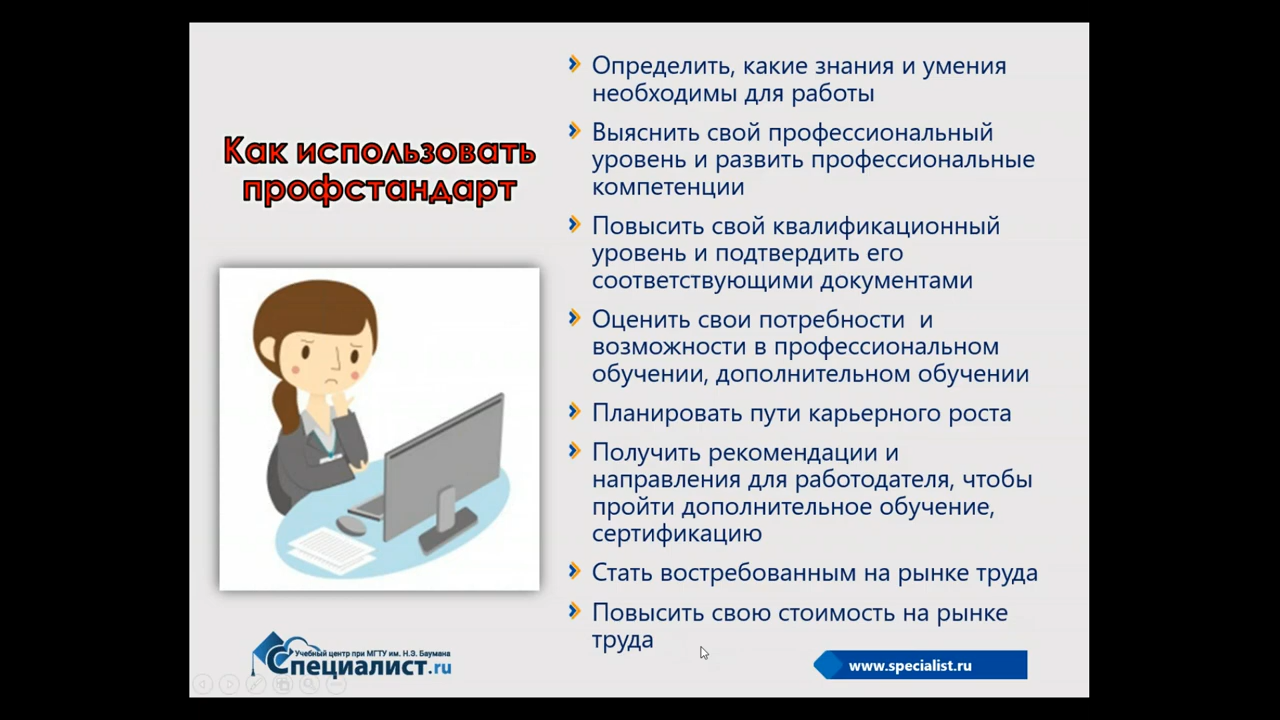 Как использовать
профстандарт
Определить, какие знания и умения
необходимы для работы
Выяснить свой профессиональный
уровень и развить профессиональные
компетенции
Повысить свой квалификационный
уровень и подтвердить его
соответствующими документами
Оценить свои потребности  и
возможности в профессиональном
обучении, дополнительном обучении
Планировать пути карьерного роста
Получить рекомендации и
направления для работодателя, чтобы
пройти дополнительное обучение,
сертификацию
Стать востребованным на рынке труда
Повысить свою стоимость на рынке
труда
Учебный центр при МГТУ им. Н.Э. Баумана
Специалист.ru
www.specialist.ru